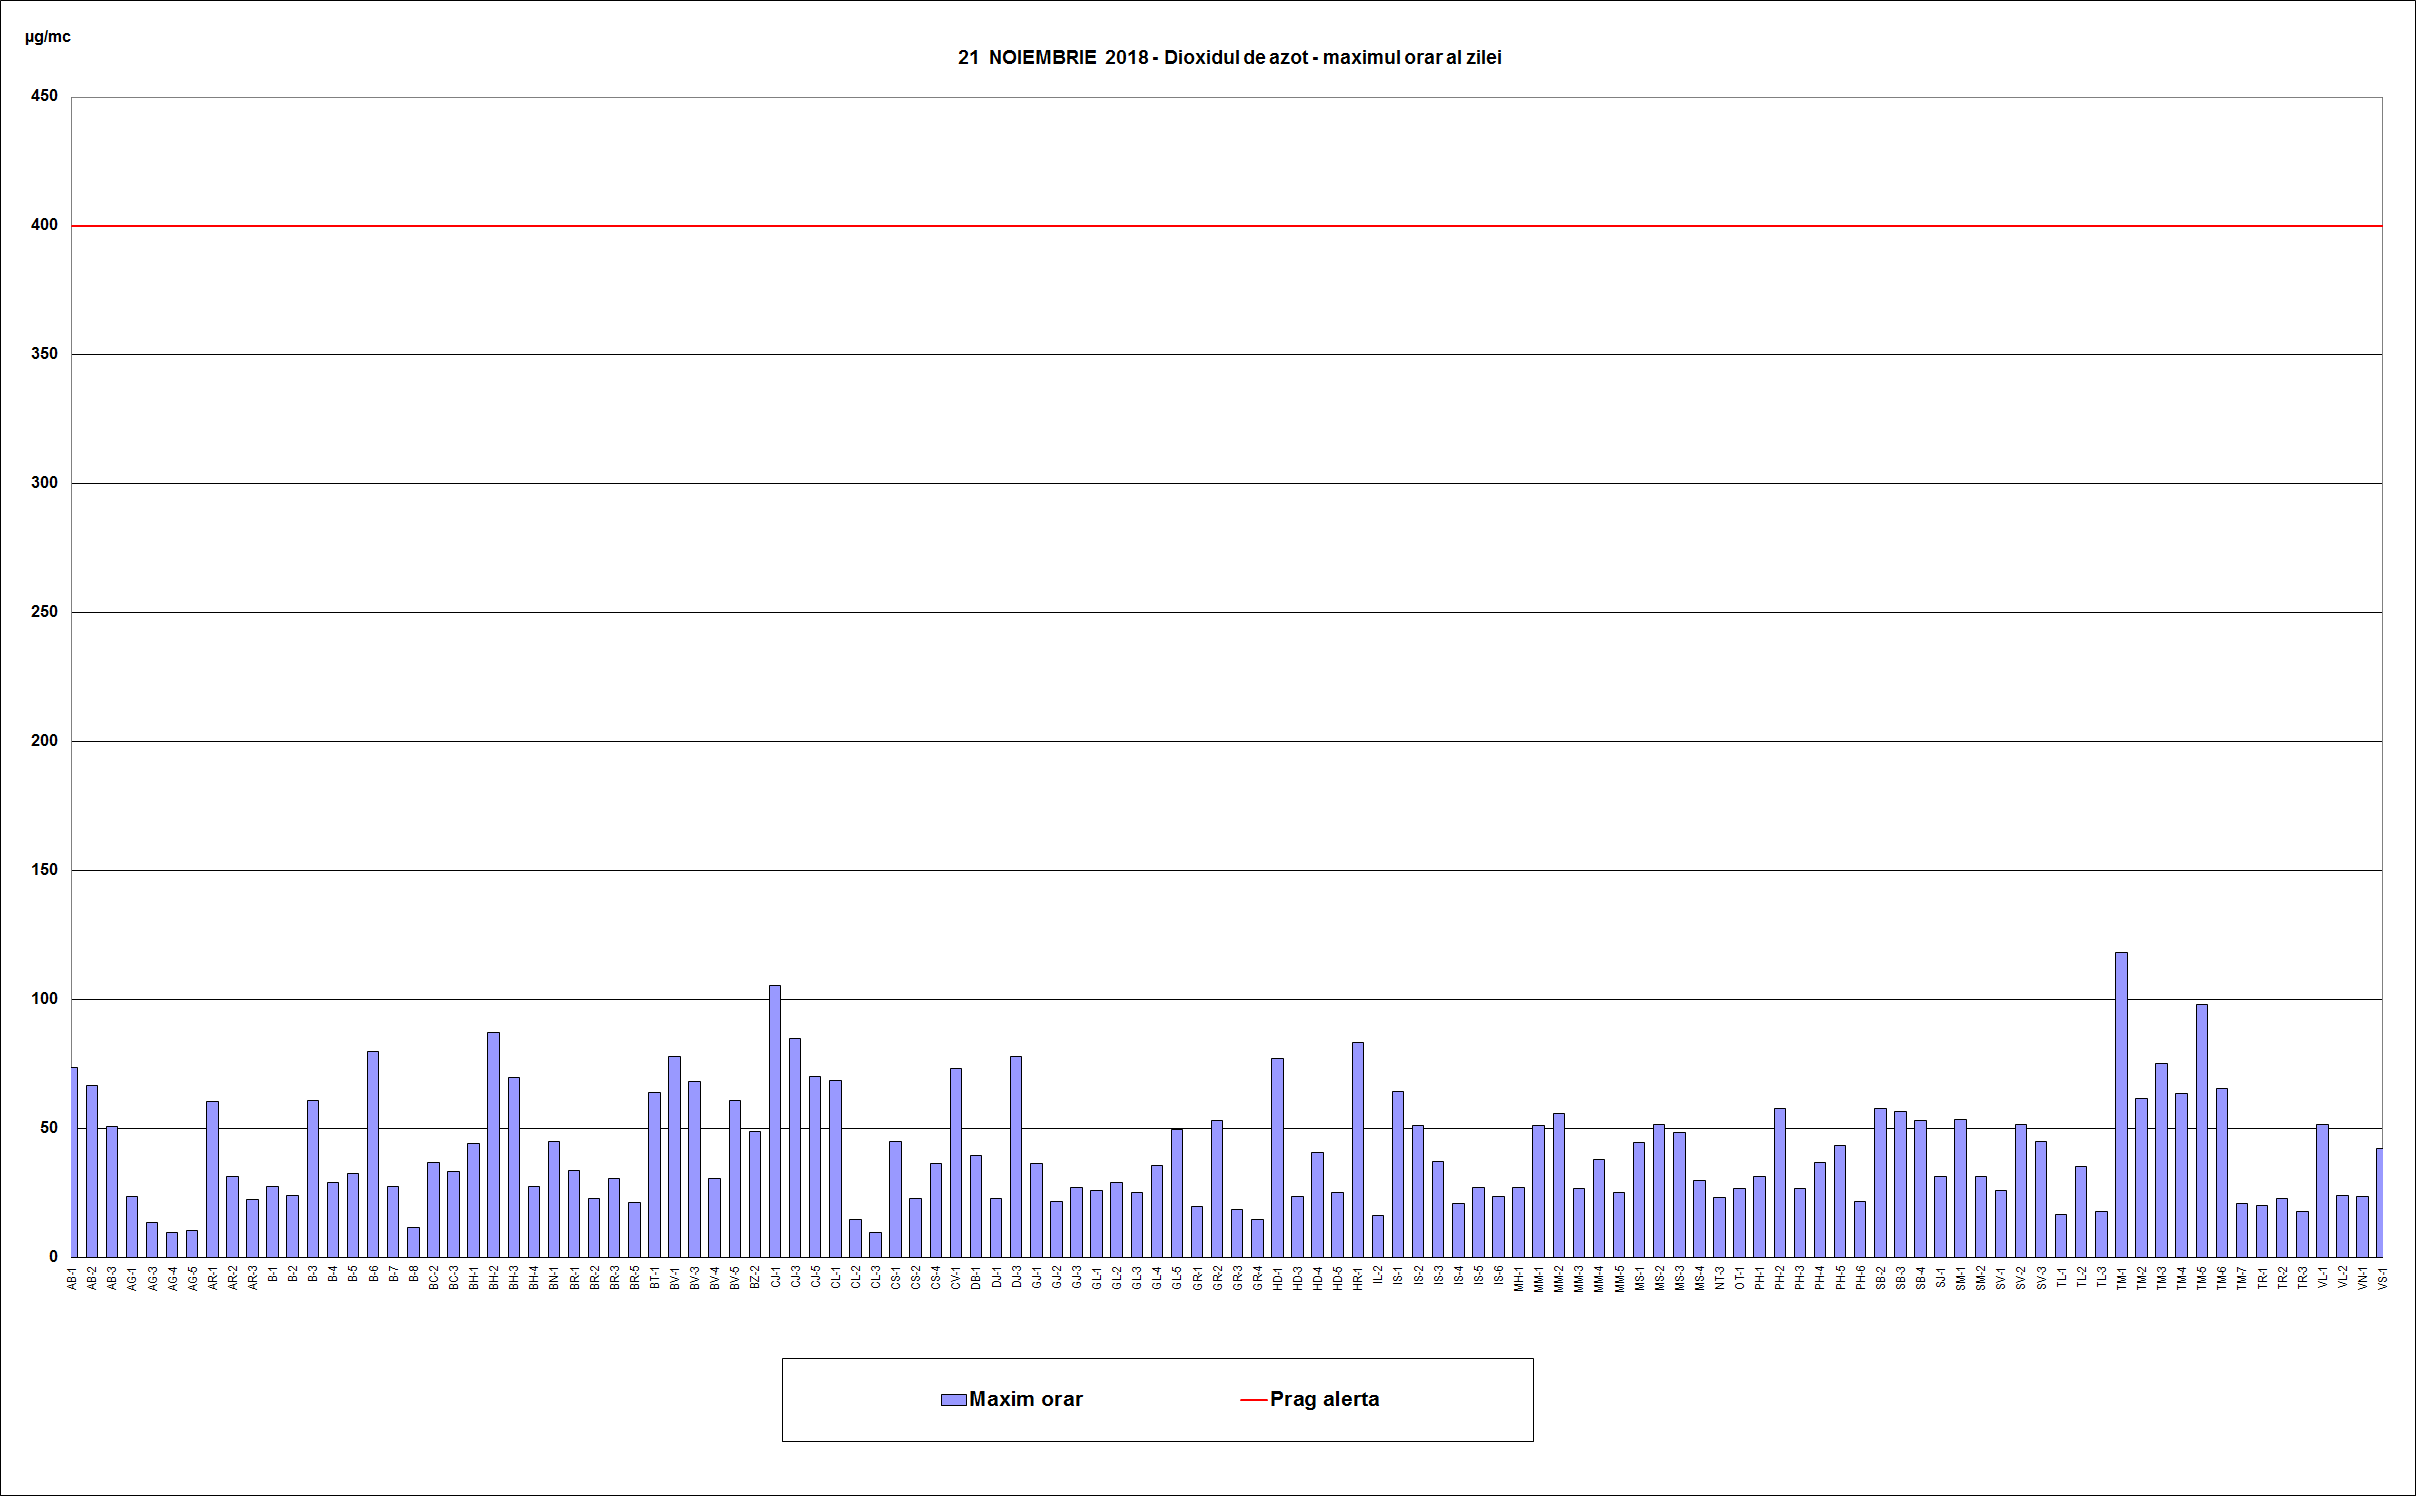 µg/mc
21 NOIEMBRIE 2018 - Dioxidul de azot - maximul orar al zilei
450
400
350
300
250
200
150
100
50
0
AB-1 AB-2 AB-3 AG-1 AG-3 AG-4 AG-5 AR-1 AR-2 AR-3 B-1 B-2 B-3 B-4 B-5 B-6 B-7 B-8 BC-2 BC-3 BH-1 BH-2 BH-3 BH-4 BN-1 BR-1 BR-2 BR-3 BR-5 BT-1 BV-1 BV-3 BV-4 BV-5 BZ-2 CJ-1 CJ-3 CJ-5 CL-1 CL-2 CL-3 CS-1 CS-2 CS-4 CV-1 DB-1 DJ-1 DJ-3 GJ-1 GJ-2 GJ-3 GL-1 GL-2 GL-3 GL-4 GL-5 GR-1 GR-2 GR-3 GR-4 HD-1 HD-3 HD-4 HD-5 HR-1 IL-2 IS-1 IS-2 IS-3 IS-4 IS-5 IS-6 MH-1 MM-1 MM-2 MM-3 MM-4 MM-5 MS-1 MS-2 MS-3 MS-4 NT-3 OT-1 PH-1 PH-2 PH-3 PH-4 PH-5 PH-6 SB-2 SB-3 SB-4 SJ-1 SM-1 SM-2 SV-1 SV-2 SV-3 TL-1 TL-2 TL-3 TM-1 TM-2 TM-3 TM-4 TM-5 TM-6 TM-7 TR-1 TR-2 TR-3 VL-1 VL-2 VN-1 VS-1
Maxim orar Prag alerta